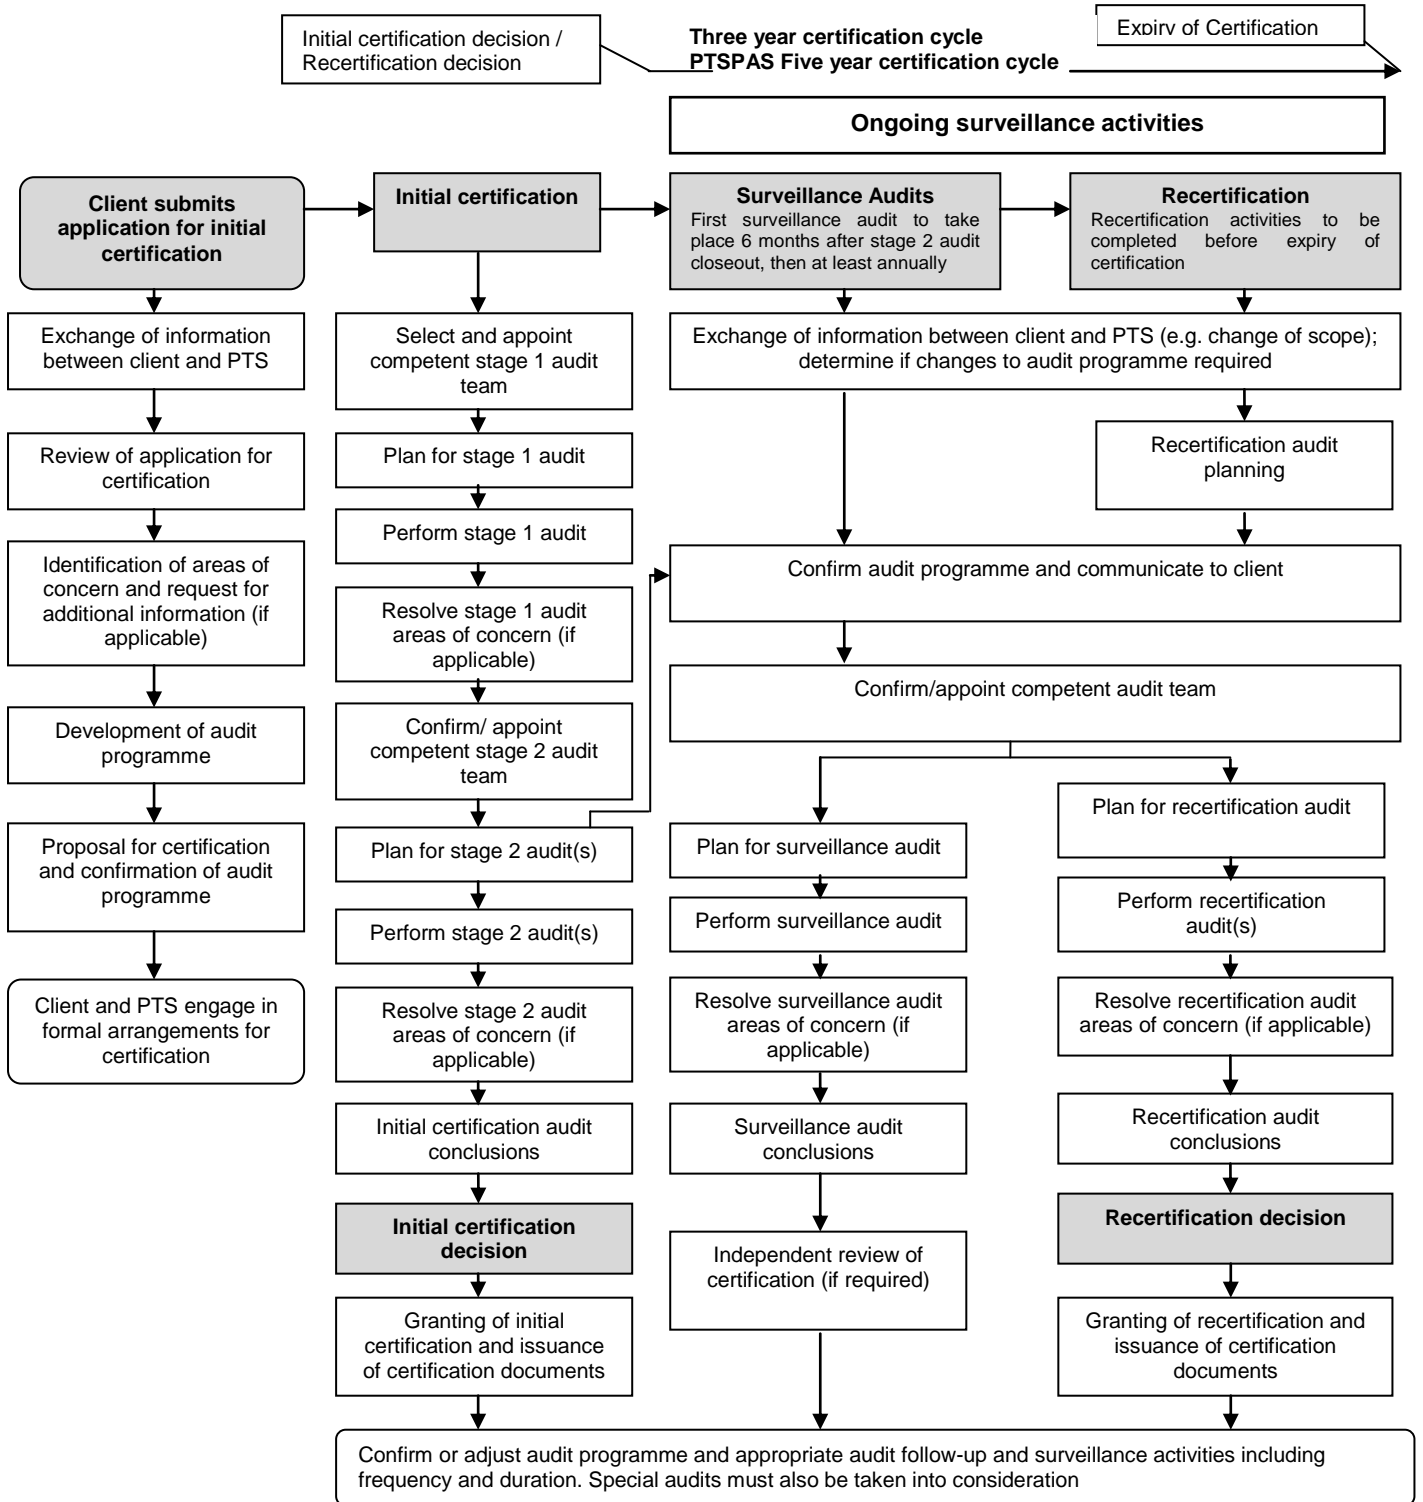 Initial certification decision /
Recertification decision
Three year certification cycle
PTSPAS Five year certification cycle
Expiry of Certification
Ongoing surveillance activities
Client submits
application for initial
certification
Exchange of information
between client and PTS
Review of application for
certification
Identification of areas of
concern and request for
additional information (if
applicable)
Development of audit
programme
Proposal for certification
and confirmation of audit
programme
Client and PTS engage in
formal arrangements for
certification
Initial certification
Select and appoint
competent stage 1 audit
team
Plan for stage 1 audit
Perform stage 1 audit
Resolve stage 1 audit
areas of concern (if
applicable)
Confirm/ appoint
competent stage 2 audit
team
Plan for stage 2 audit(s)
Perform stage 2 audit(s)
Resolve stage 2 audit
areas of concern (if
applicable)
Initial certification audit
conclusions
Initial certification
decision
Granting of initial
certification and issuance
of certification documents
Surveillance Audits
First surveillance audit to take
place 6 months after stage 2 audit
closeout, then at least annually
Recertification
Recertification activities to be
completed before expiry of
certification
Exchange of information between client and PTS (e.g. change of scope);
determine if changes to audit programme required
Recertification audit
planning
Confirm audit programme and communicate to client
Confirm/appoint competent audit team
Plan for surveillance audit
Perform surveillance audit
Resolve surveillance audit
areas of concern (if
applicable)
Surveillance audit
conclusions
Independent review of
certification (if required)
Plan for recertification audit
Perform recertification
audit(s)
Resolve recertification audit
areas of concern (if applicable)
Recertification audit
conclusions
Recertification decision
Granting of recertification and
issuance of certification
documents
Confirm or adjust audit programme and appropriate audit follow-up and surveillance activities including
frequency and duration. Special audits must also be taken into consideration